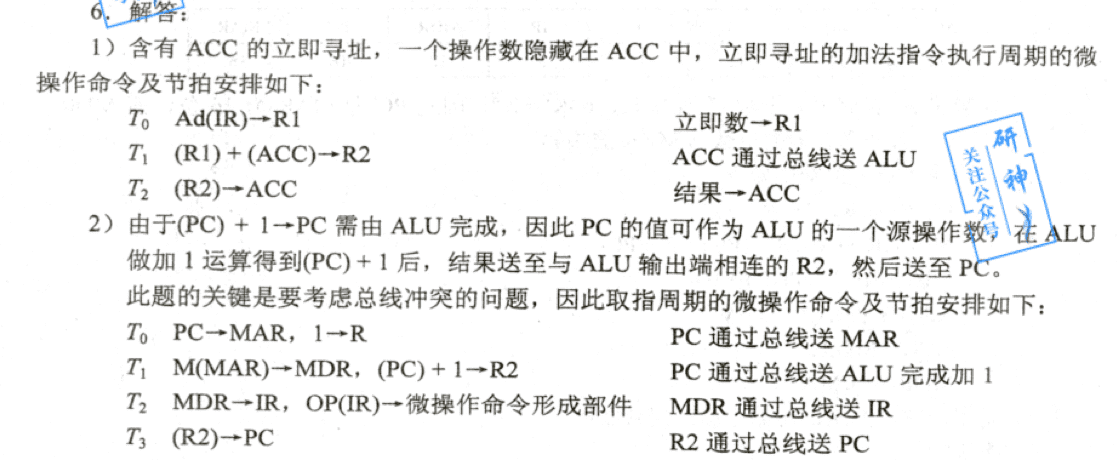 6. 解答：
1）含有 ACC 的立即寻址，一个操作数隐藏在 ACC 中，立即寻址的加法指令执行周期的微
操作命令及节拍安排如下：
T₀ Ad(IR)→R1 立即数→R1
T₁ (R1) + (ACC)→R2 ACC 通过总线送 ALU
T₂ (R2)→ACC 结果→ACC
2）由于(PC) + 1→PC 需由 ALU 完成，因此 PC 的值可作为 ALU 的一个源操作数，在 ALU
做加 1 运算得到(PC) + 1 后，结果送至与 ALU 输出端相连的 R2，然后送至 PC。
此题的关键是要考虑总线冲突的问题，因此取指周期的微操作命令及节拍安排如下：
T₀ PC→MAR，1→R PC 通过总线送 MAR
T₁ M(MAR)→MDR，(PC) + 1→R2 PC 通过总线送 ALU 完成加 1
T₂ MDR→IR，OP(IR)→微操作命令形成部件 MDR 通过总线送 IR
T₃ (R2)→PC R2 通过总线送 PC
关注公众号
研神